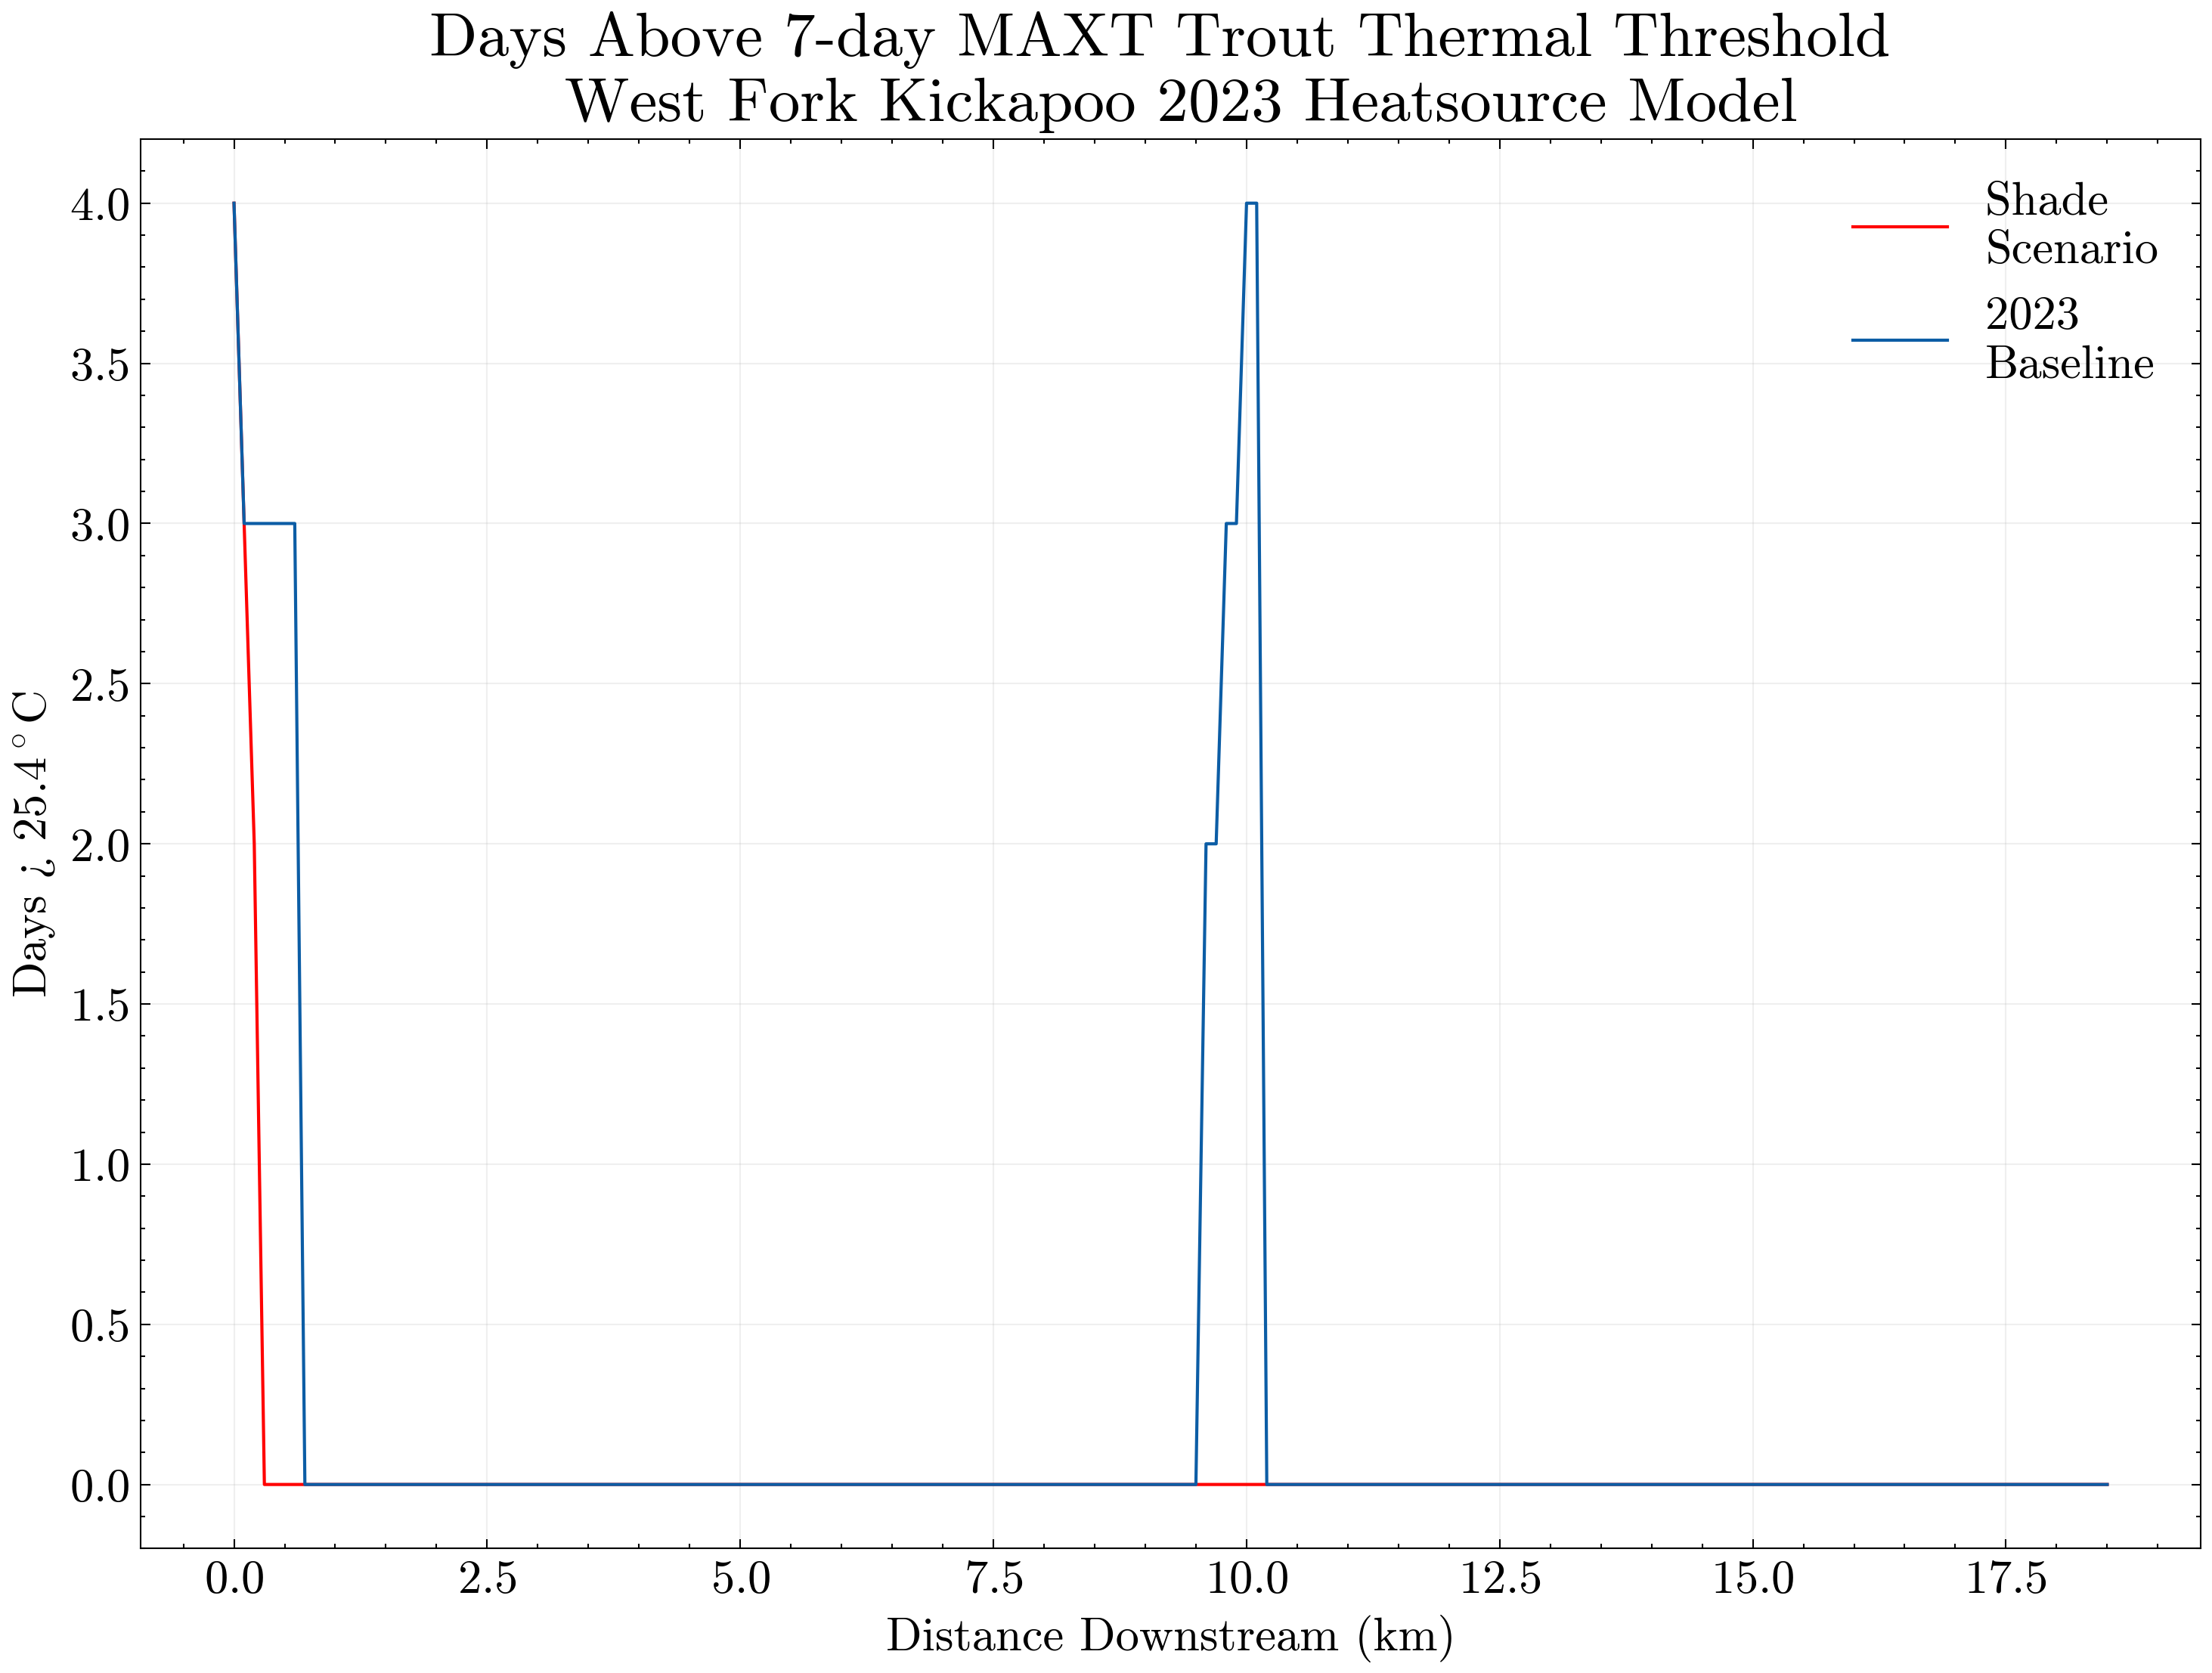 Days Above 7-day MAXT Trout Thermal Threshold
West Fork Kickapoo 2023 Heatsource Model
Shade
Scenario
2023
Baseline
4.0
3.5
3.0
2.5
2.0
1.5
1.0
0.5
0.0
Days > 25.4°C
0.0 2.5 5.0 7.5 10.0 12.5 15.0 17.5
Distance Downstream (km)